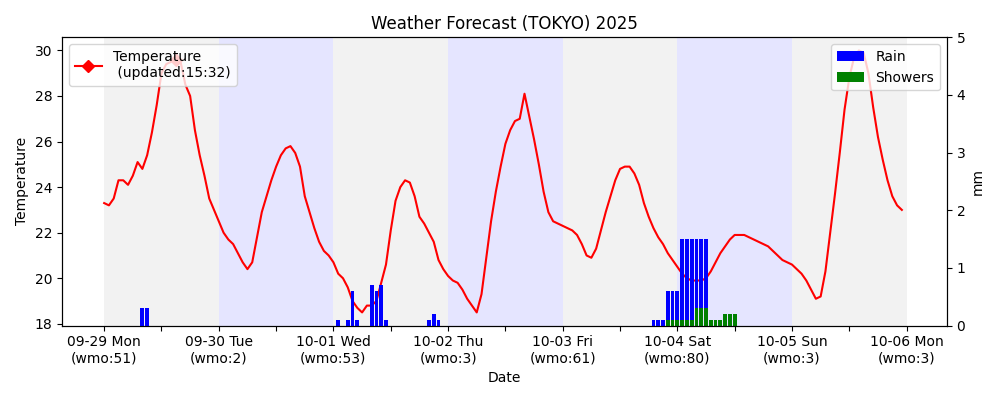 Weather Forecast (TOKYO) 2025
Temperature
(updated:15:32)
Rain
Showers
30
28
26
24
22
20
18
Temperature
5
4
3
2
1
0
mm
09-29 Mon 09-30 Tue 10-01 Wed 10-02 Thu 10-03 Fri 10-04 Sat 10-05 Sun 10-06 Mon
(wmo:51) (wmo:2) (wmo:53) (wmo:3) (wmo:61) (wmo:80) (wmo:3) (wmo:3)
Date